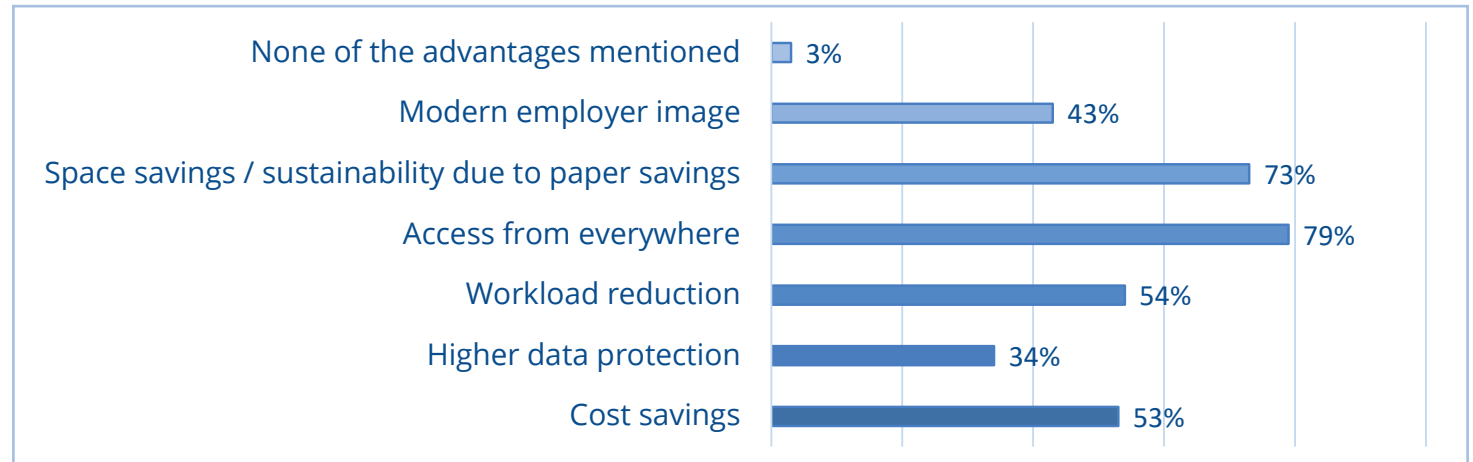 None of the advantages mentioned 3%
Modern employer image 43%
Space savings / sustainability due to paper savings 73%
Access from everywhere 79%
Workload reduction 54%
Higher data protection 34%
Cost savings 53%